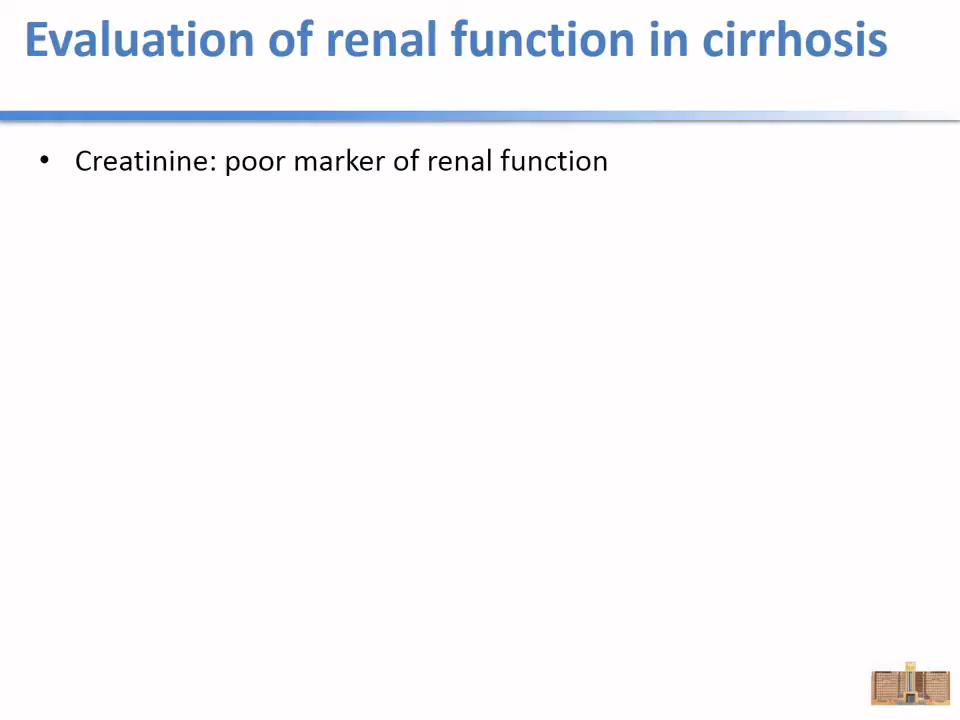 Evaluation of renal function in cirrhosis
• Creatinine: poor marker of renal function